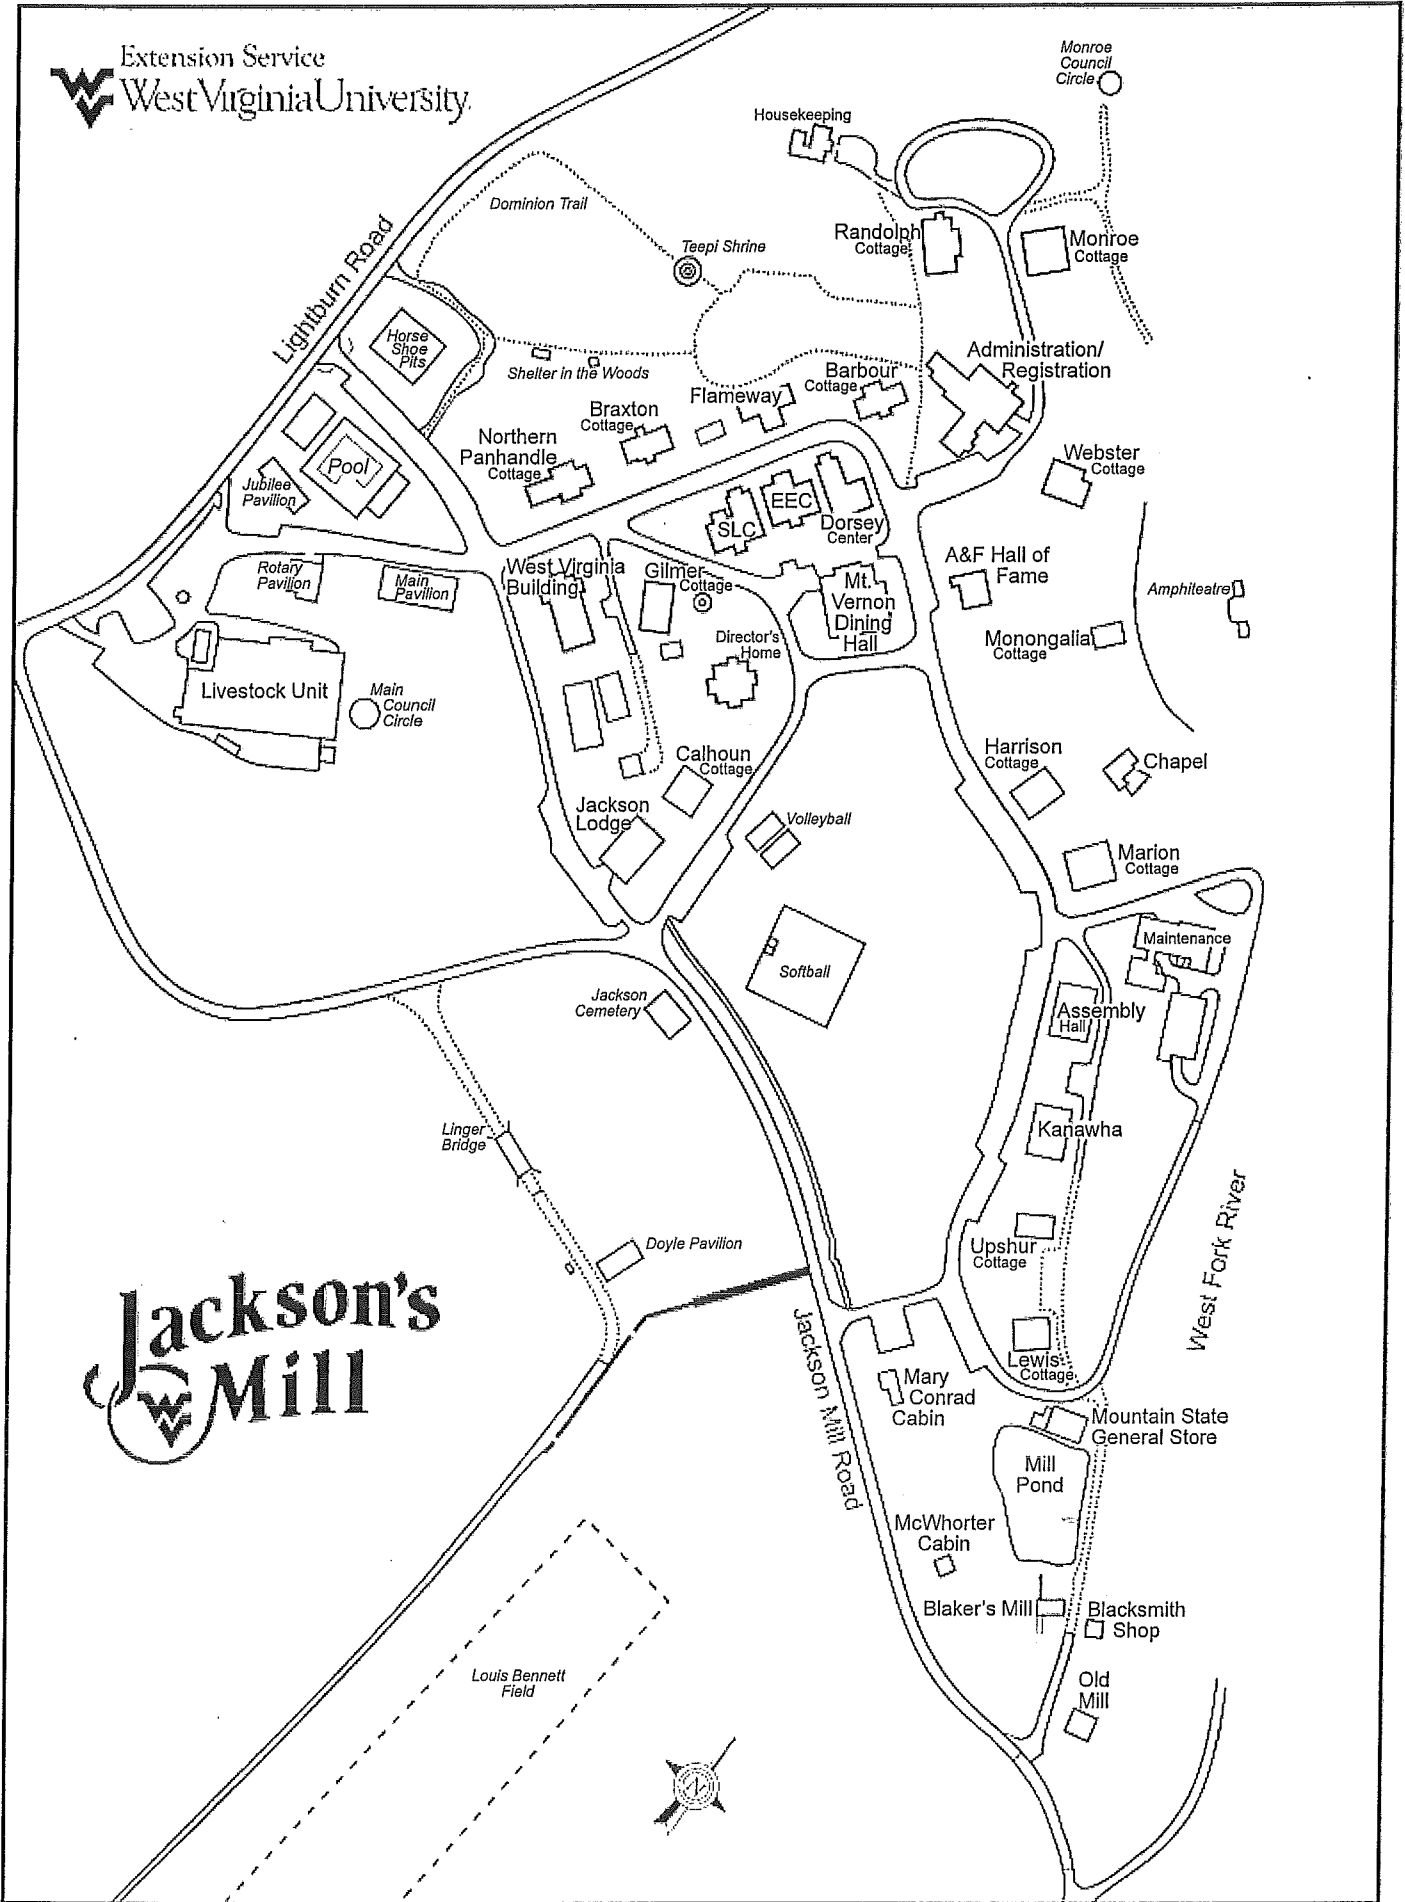 Extension Service
West Virginia University
Monroe
Council
Circle
Housekeeping
Dominion Trail
Teepi Shrine
Randolph
Cottage
Monroe
Cottage
Lightburn Road
Horse
Shoe
Pits
Shelter in the Woods
Administration/
Registration
Barbour
Cottage
Flameway
Braxton
Cottage
Northern
Panhandle
Cottage
Webster
Cottage
Pool
Jubilee
Pavilion
SLC
EEC
Dorsey
Center
A&F Hall of
Fame
Rotary
Pavilion
Main
Pavilion
West Virginia
Building
Gilmer
Cottage
Mt.
Vernon
Dining
Hall
Amphiteatre
Monongalia
Cottage
Director's
Home
Livestock Unit
Main
Council
Circle
Calhoun
Cottage
Harrison
Cottage
Chapel
Jackson
Lodge
Volleyball
Marion
Cottage
Maintenance
Softball
Jackson
Cemetery
Assembly
Hall
Linger
Bridge
Kanawha
West Fork River
Doyle Pavilion
Upshur
Cottage
Jackson's
Mill
Jackson Mill Road
Lewis
Cottage
Mary
Conrad
Cabin
Mountain State
General Store
Mill
Pond
McWhorter
Cabin
Blaker's Mill
Blacksmith
Shop
Louis Bennett
Field
Old
Mill
N